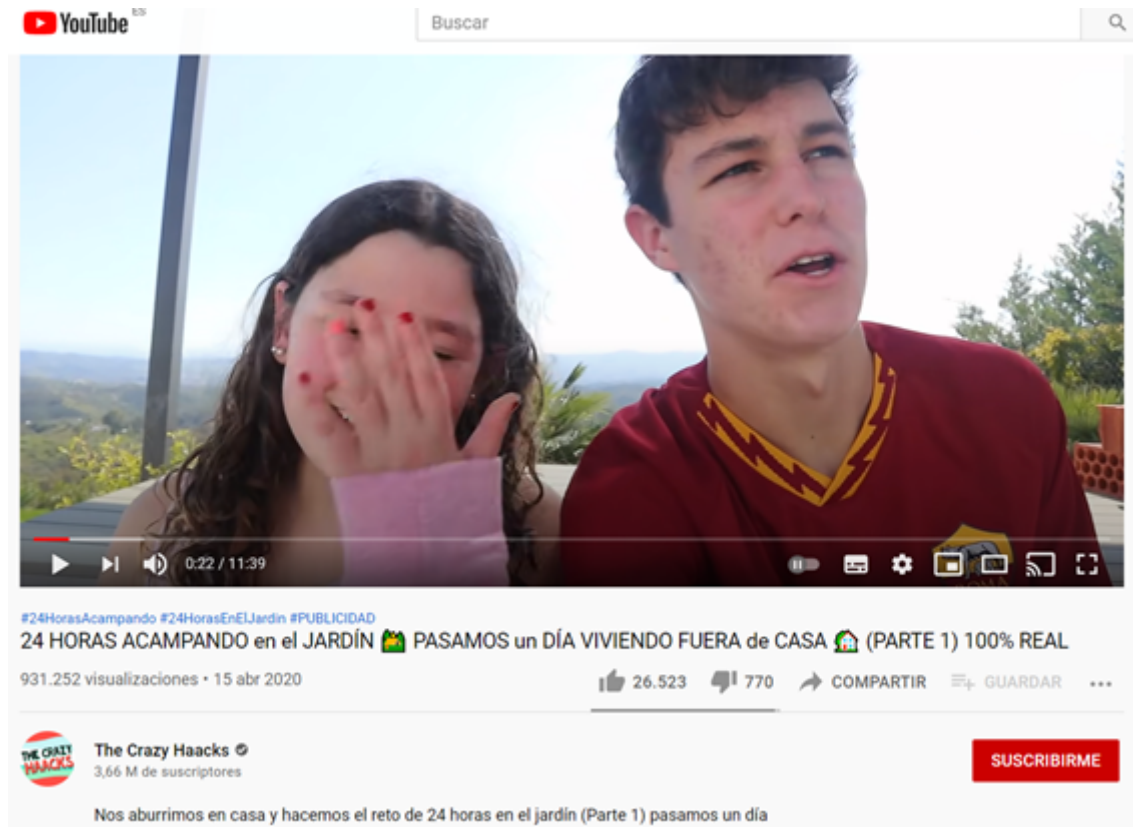 YouTube ES
Buscar
0:22 / 11:39
ROMA
#24HorasAcampando #24HorasEnElJardin #PUBLICIDAD
24 HORAS ACAMPANDO en el JARDÍN 🏕️ PASAMOS un DÍA VIVIENDO FUERA de CASA 🏠 (PARTE 1) 100% REAL
931.252 visualizaciones • 15 abr 2020
26.523 770 COMPARTIR GUARDAR ...
THE CRAZY HAACKS
The Crazy Haacks
3,66 M de suscriptores
SUSCRIBIRME
Nos aburrimos en casa y hacemos el reto de 24 horas en el jardín (Parte 1) pasamos un día